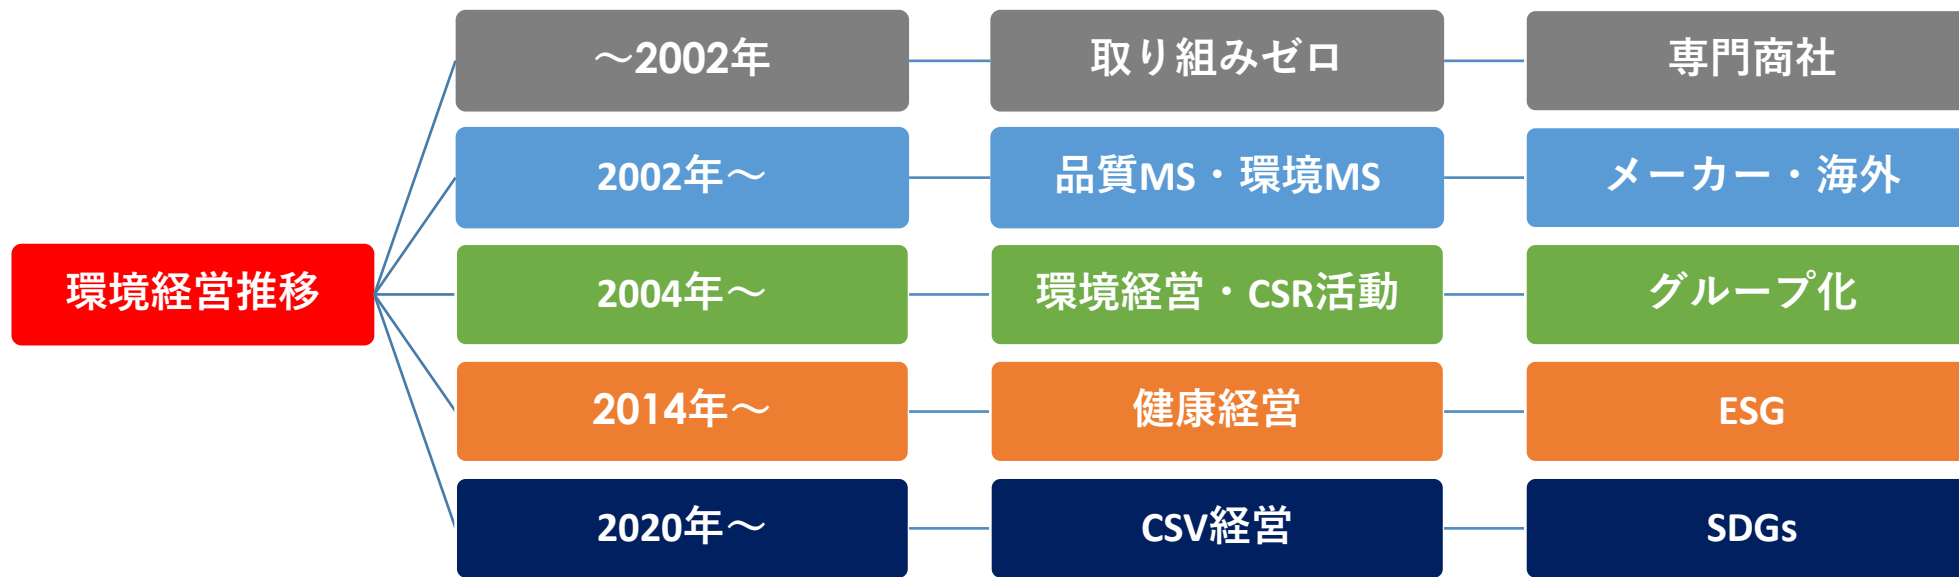 環境経営推移
～2002年
取り組みゼロ
専門商社
2002年～
品質MS・環境MS
メーカー・海外
2004年～
環境経営・CSR活動
グループ化
2014年～
健康経営
ESG
2020年～
CSV経営
SDGs